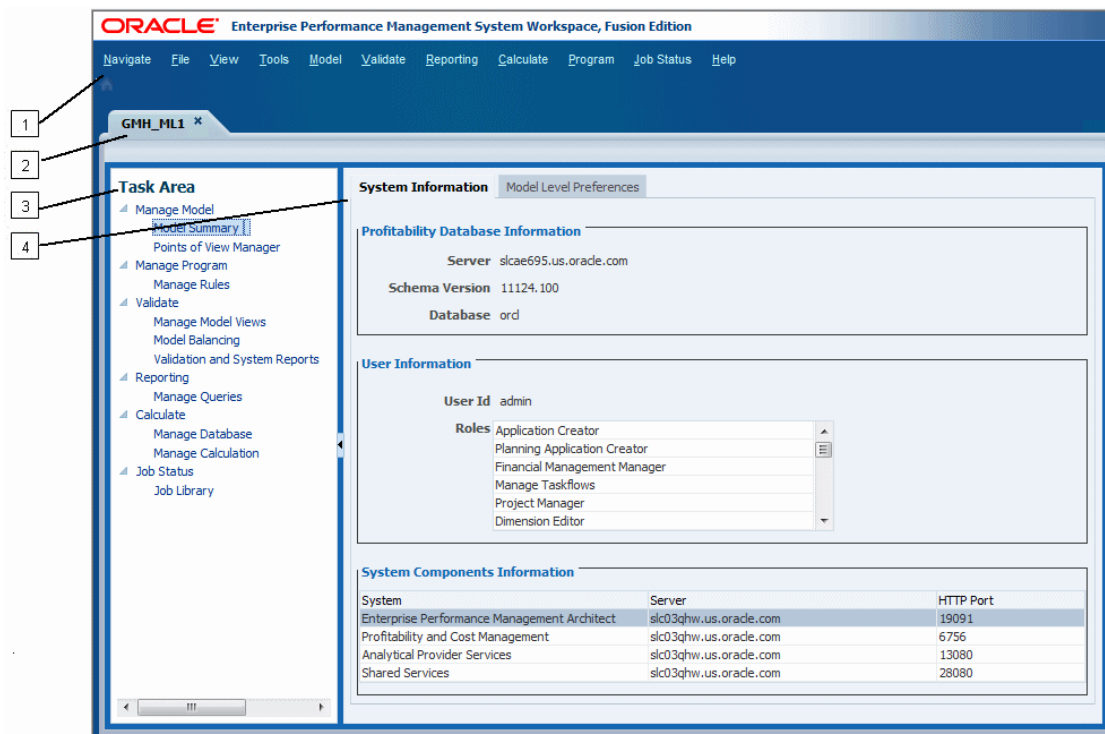 ORACLE® Enterprise Performance Management System Workspace, Fusion Edition
Navigate File View Tools Model Validate Reporting Calculate Program Job Status Help
1
GMH_ML1 ×
2
3
4
Task Area
Manage Model
Model Summary
Points of View Manager
Manage Program
Manage Rules
Validate
Manage Model Views
Model Balancing
Validation and System Reports
Reporting
Manage Queries
Calculate
Manage Database
Manage Calculation
Job Status
Job Library
System Information Model Level Preferences
Profitability Database Information
Server slcae695.us.oracle.com
Schema Version 11124.100
Database orcl
User Information
User Id admin
Roles Application Creator
Planning Application Creator
Financial Management Manager
Manage Taskflows
Project Manager
Dimension Editor
System Components Information
System Server HTTP Port
Enterprise Performance Management Architect slc03qhw.us.oracle.com 19091
Profitability and Cost Management slc03qhw.us.oracle.com 6756
Analytical Provider Services slc03qhw.us.oracle.com 13080
Shared Services slc03qhw.us.oracle.com 28080